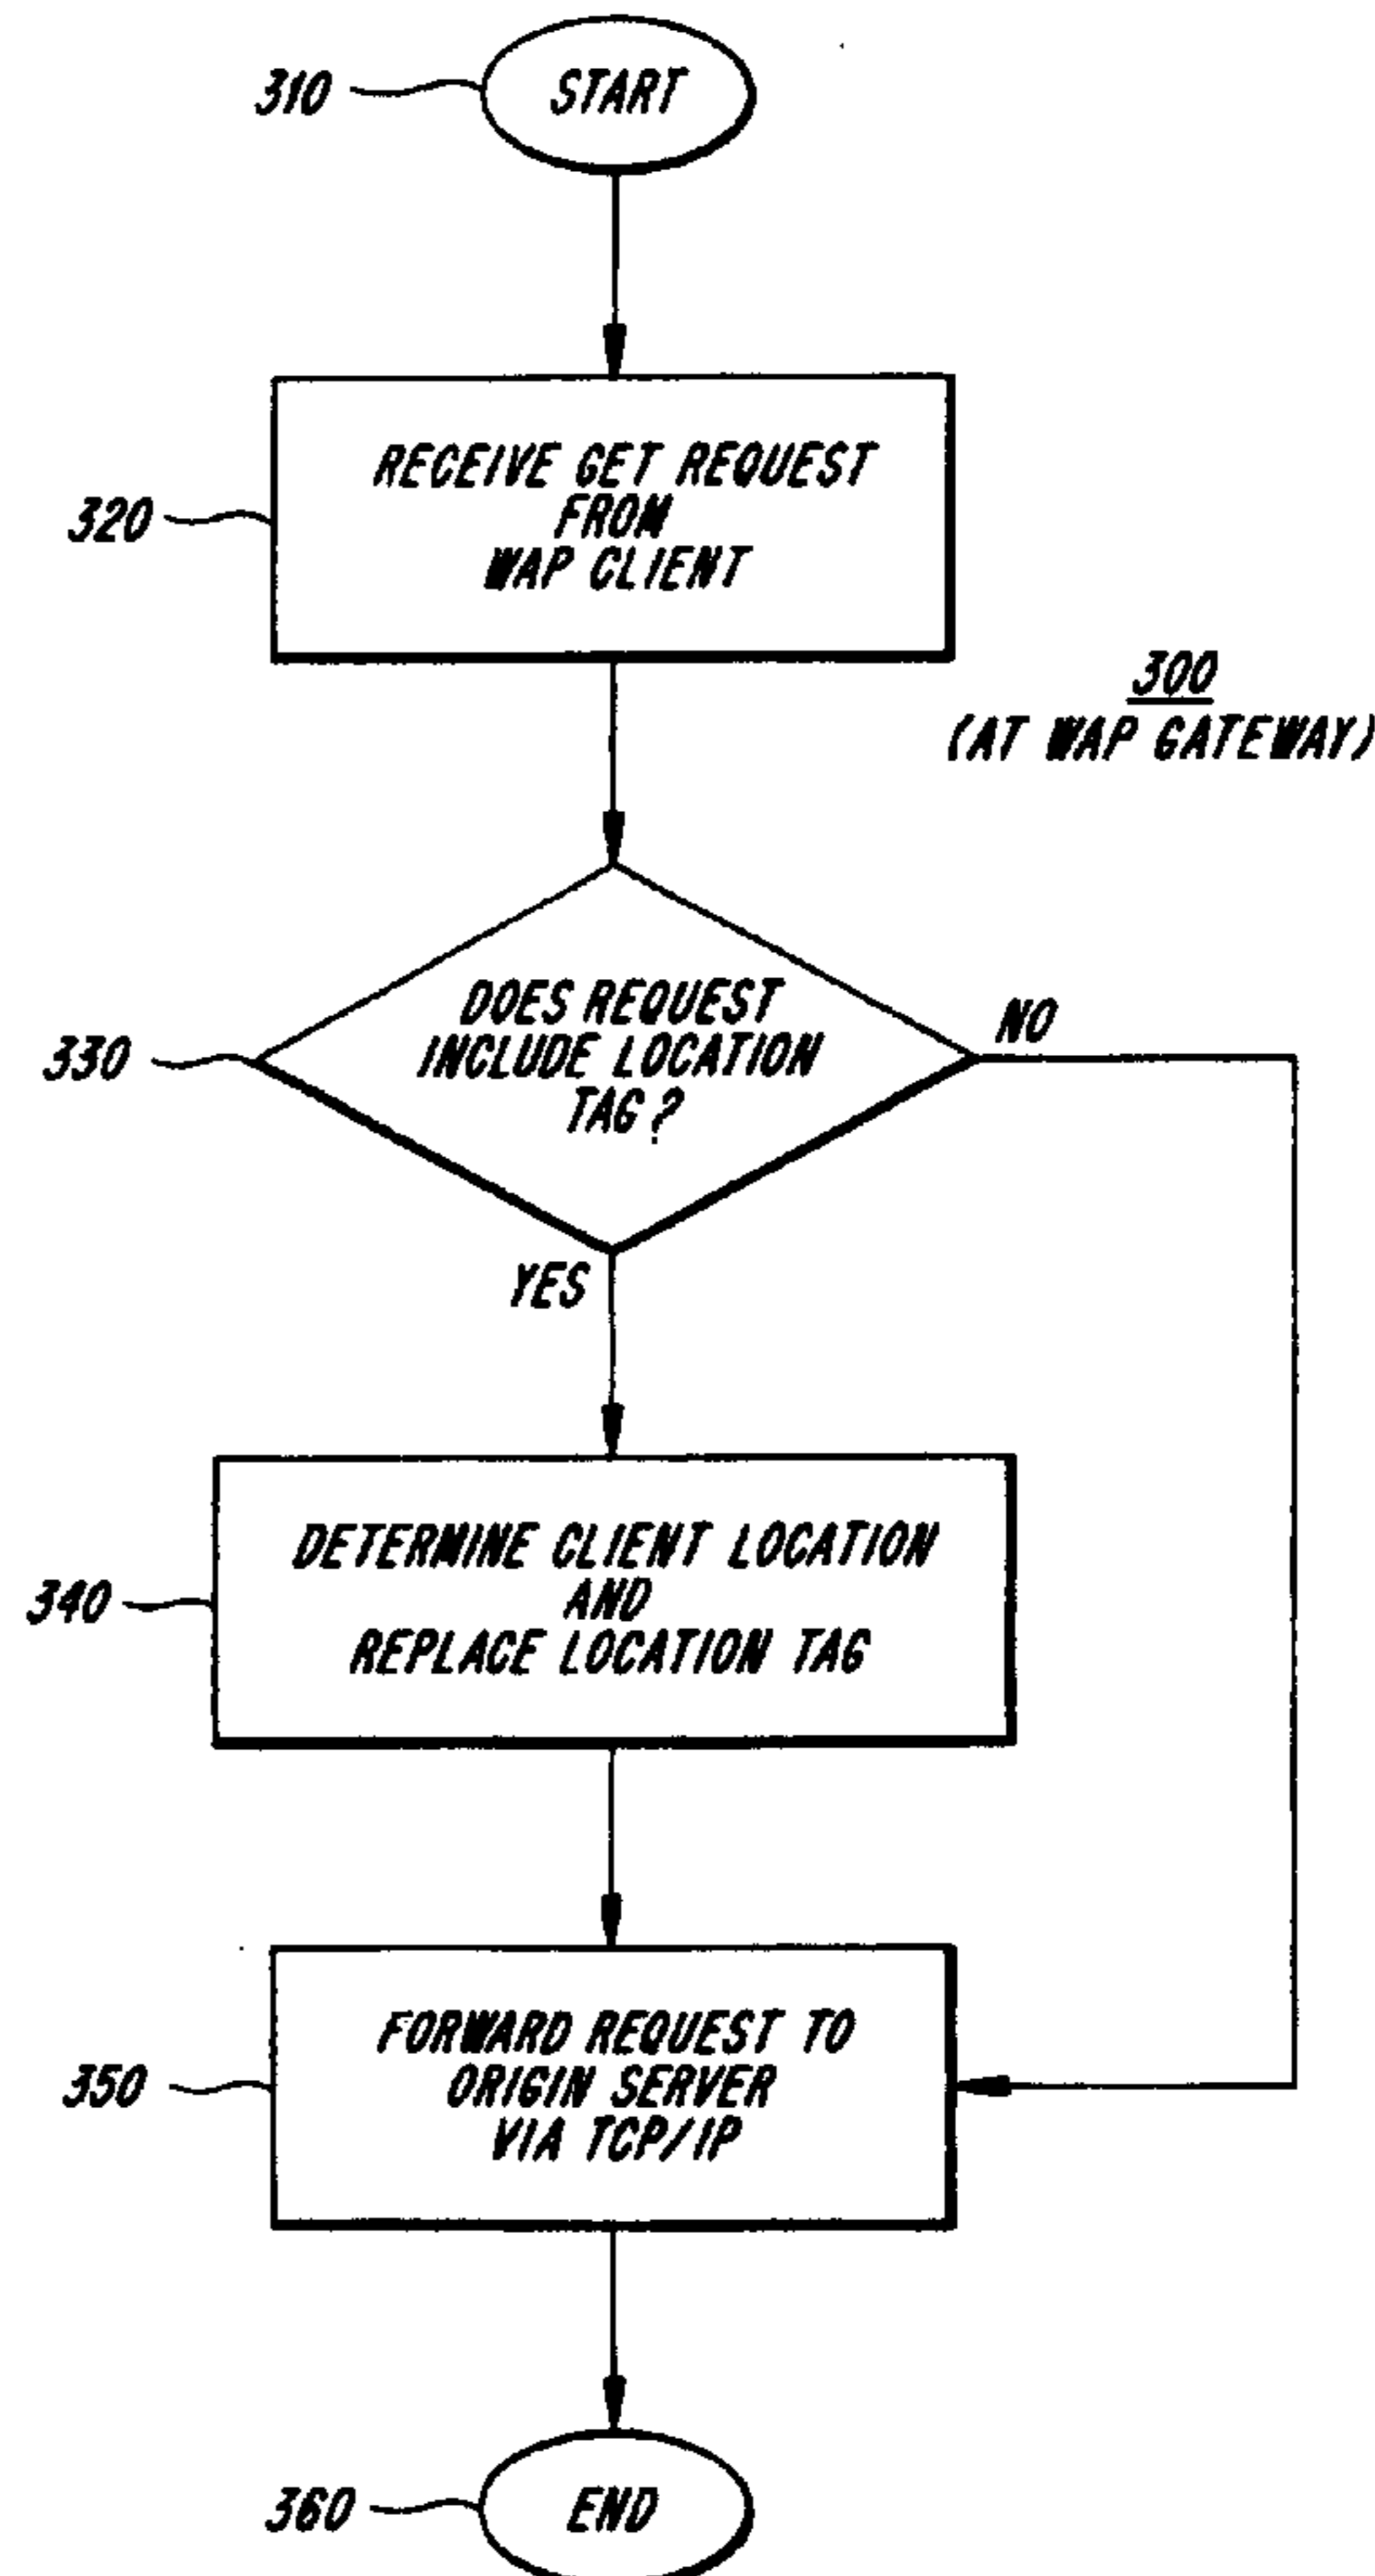 310
START
320
RECEIVE GET REQUEST
FROM
WAP CLIENT
300
(AT WAP GATEWAY)
330
DOES REQUEST
INCLUDE LOCATION
TAG?
NO
YES
340
DETERMINE CLIENT LOCATION
AND
REPLACE LOCATION TAG
350
FORWARD REQUEST TO
ORIGIN SERVER
VIA TCP/IP
360
END